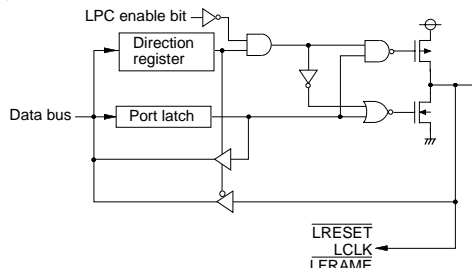 LPC enable bit
Direction
register
Data bus
Port latch
LRESET
LCLK
LFRAME